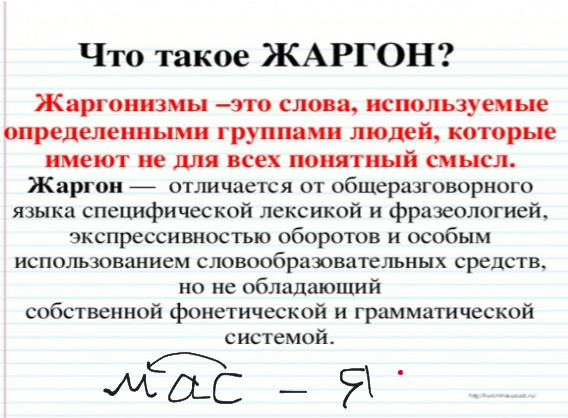 Что такое ЖАРГОН?
Жаргонизмы –это слова, используемые
определенными группами людей, которые
имеют не для всех понятный смысл.
Жаргон — отличается от общеразговорного
языка специфической лексикой и фразеологией,
экспрессивностью оборотов и особым
использованием словообразовательных средств,
но не обладающий
собственной фонетической и грамматической
системой.
мас – я